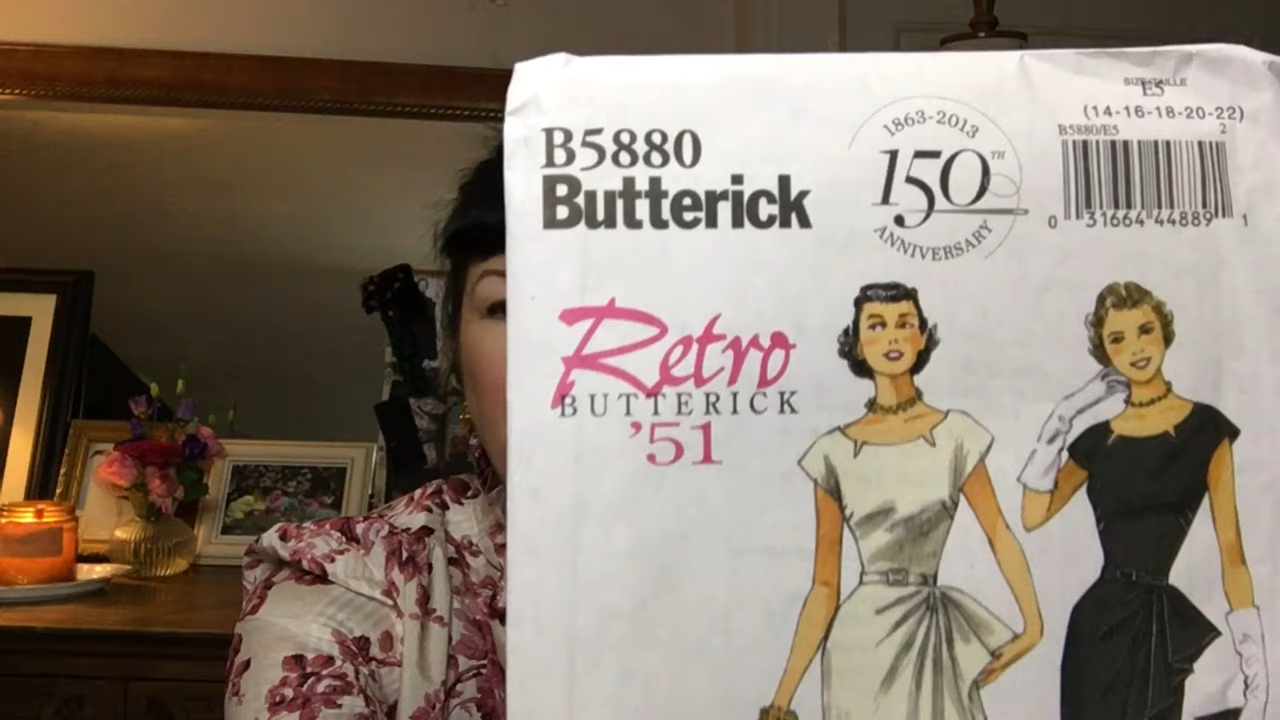 B5880
Butterick
1863-2013
150TH
ANNIVERSARY
SIZE/TAILLE
E5
(14-16-18-20-22)
B5880/E5 2
0 31664 44889 1
Retro
BUTTERICK
'51